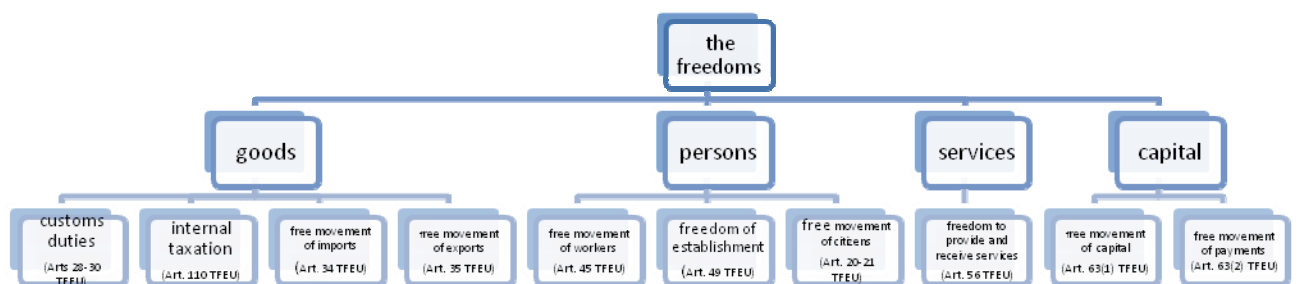 the
freedoms
goods
persons
services
capital
customs
duties
(Arts 28-30
TFEU)
internal
taxation
(Art. 110 TFEU)
free movement
of imports
(Art. 34 TFEU)
free movement
of exports
(Art. 35 TFEU)
free movement
of workers
(Art. 45 TFEU)
freedom of
establishment
(Art. 49 TFEU)
free movement
of citizens
(Art. 20-21
TFEU)
freedom to
provide and
receive services
(Art. 56 TFEU)
free movement
of capital
(Art. 63(1) TFEU)
free movement
of payments
(Art. 63(2) TFEU)